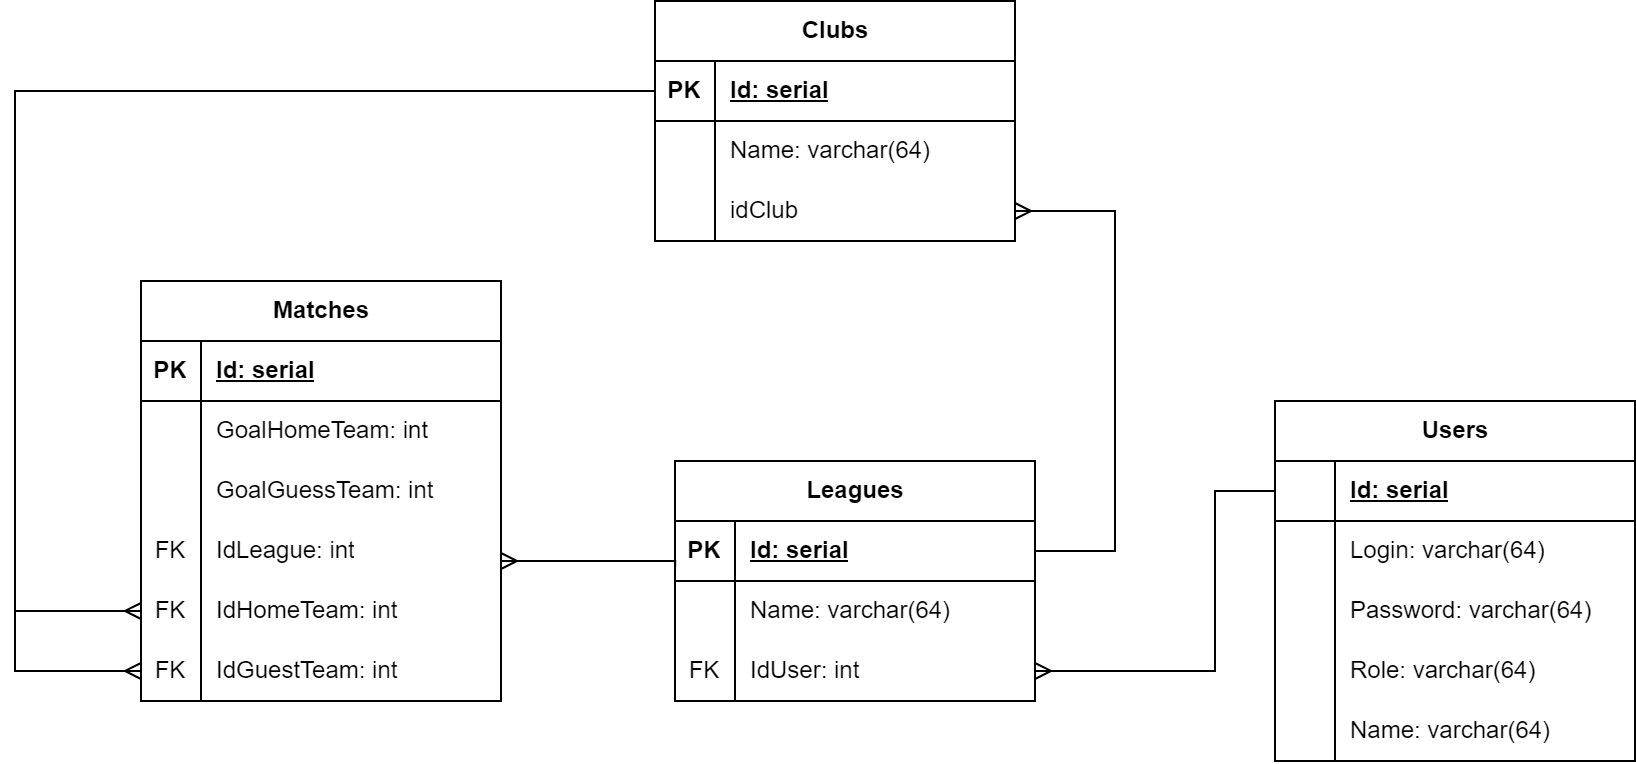 Clubs
PK Id: serial
Name: varchar(64)
idClub
Matches
PK Id: serial
GoalHomeTeam: int
GoalGuessTeam: int
FK IdLeague: int
FK IdHomeTeam: int
FK IdGuestTeam: int
Leagues
PK Id: serial
Name: varchar(64)
FK IdUser: int
Users
Id: serial
Login: varchar(64)
Password: varchar(64)
Role: varchar(64)
Name: varchar(64)